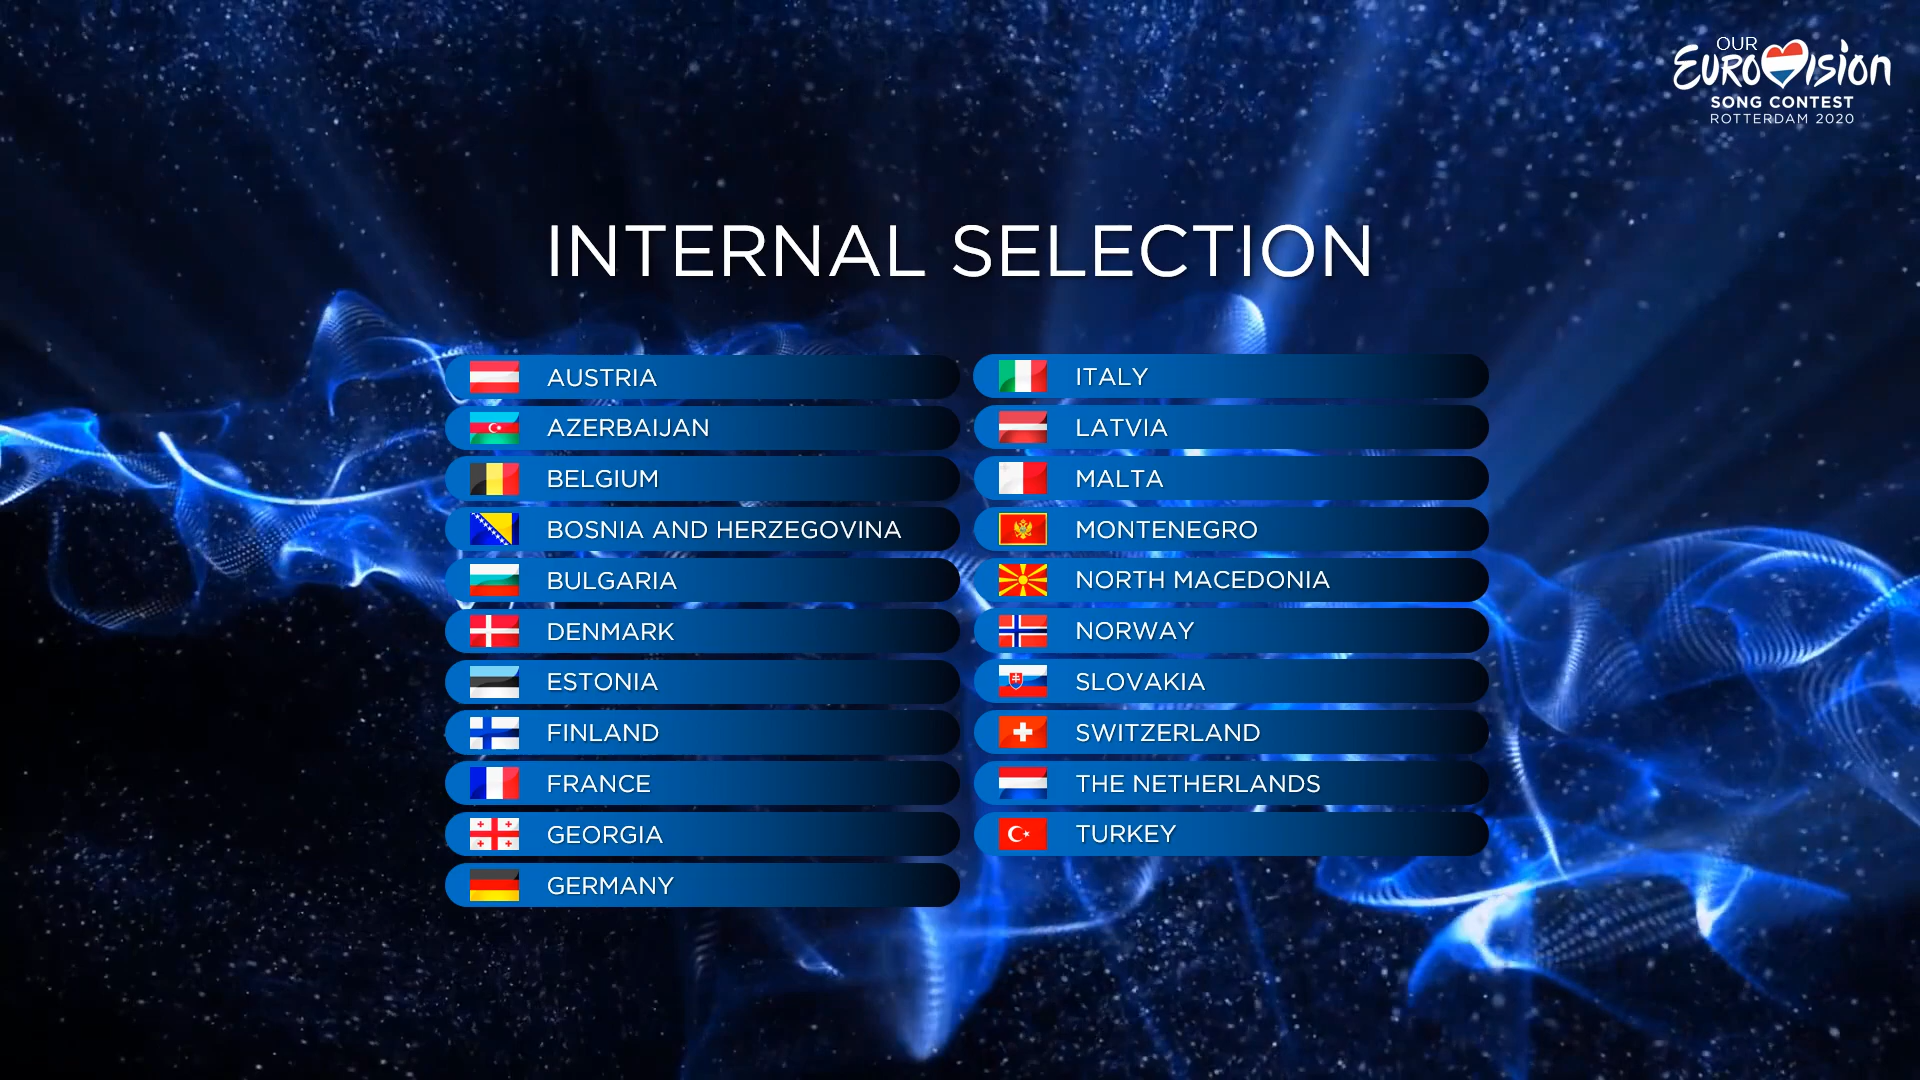 OUR
EUROVISION
SONG CONTEST
ROTTERDAM 2020
INTERNAL SELECTION
AUSTRIA
AZERBAIJAN
BELGIUM
BOSNIA AND HERZEGOVINA
BULGARIA
DENMARK
ESTONIA
FINLAND
FRANCE
GEORGIA
GERMANY
ITALY
LATVIA
MALTA
MONTENEGRO
NORTH MACEDONIA
NORWAY
SLOVAKIA
SWITZERLAND
THE NETHERLANDS
TURKEY